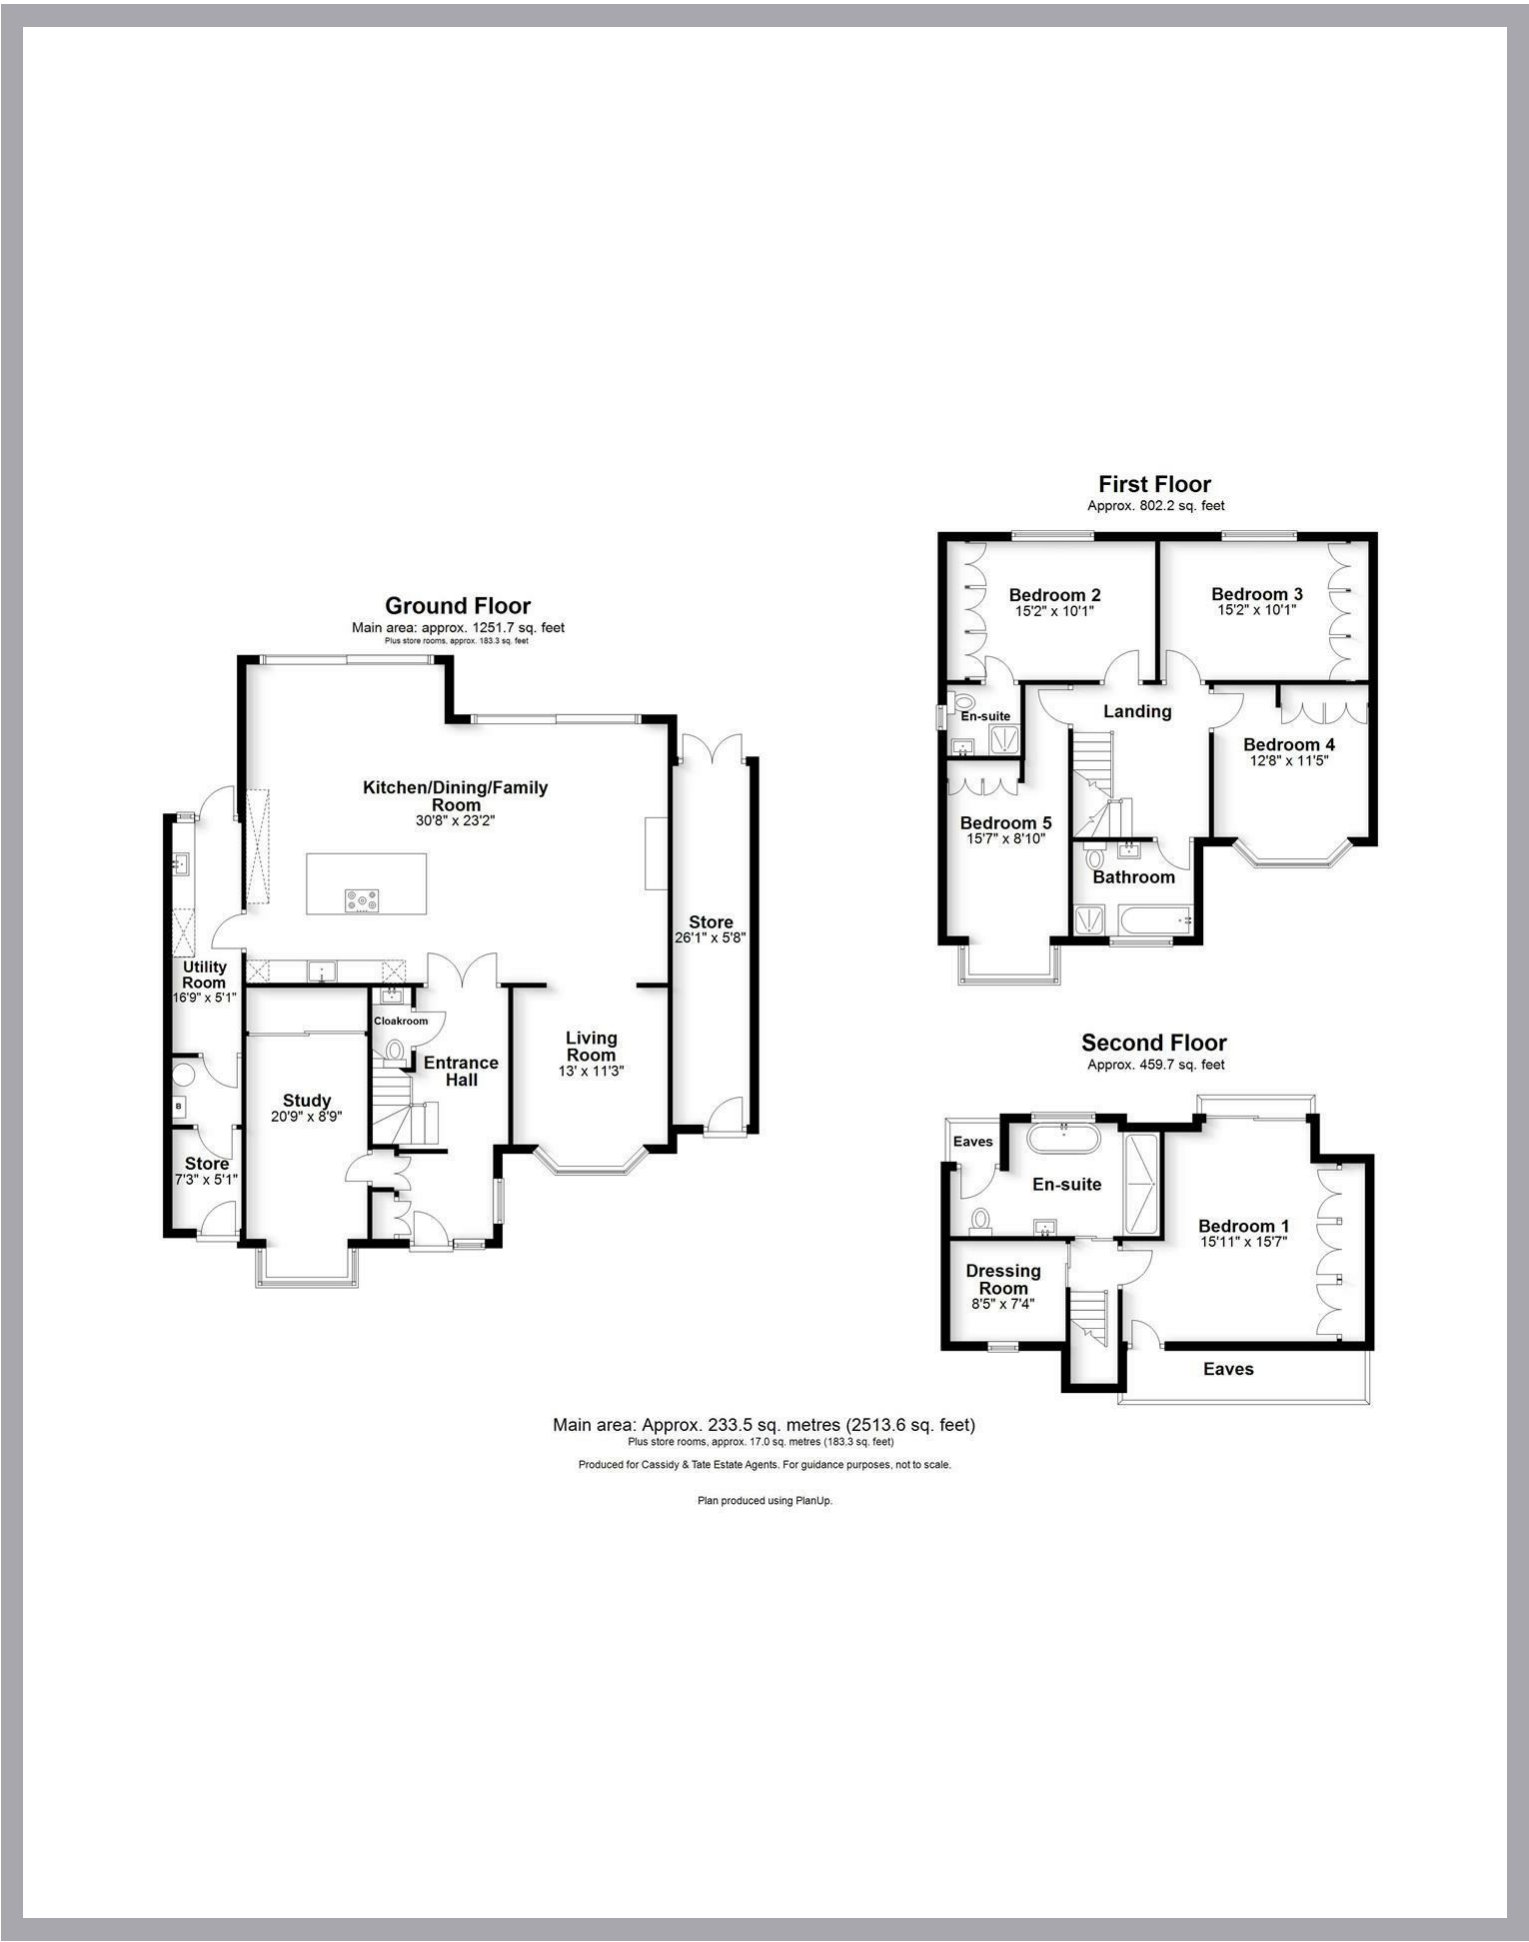 Ground Floor
Main area: approx. 1251.7 sq. feet
Plus store rooms, approx. 183.3 sq. feet
Kitchen/Dining/Family
Room
30'8" x 23'2"
Store
26'1" x 5'8"
Utility
Room
16'9" x 5'1"
Cloakroom
Entrance
Hall
Living
Room
13' x 11'3"
Study
20'9" x 8'9"
B
Store
7'3" x 5'1"
First Floor
Approx. 802.2 sq. feet
Bedroom 2
15'2" x 10'1"
Bedroom 3
15'2" x 10'1"
En-suite
Landing
Bedroom 4
12'8" x 11'5"
Bedroom 5
15'7" x 8'10"
Bathroom
Second Floor
Approx. 459.7 sq. feet
Eaves
En-suite
Bedroom 1
15'11" x 15'7"
Dressing
Room
8'5" x 7'4"
Eaves
Main area: Approx. 233.5 sq. metres (2513.6 sq. feet)
Plus store rooms, approx. 17.0 sq. metres (183.3 sq. feet)
Produced for Cassidy & Tate Estate Agents. For guidance purposes, not to scale.
Plan produced using PlanUp.